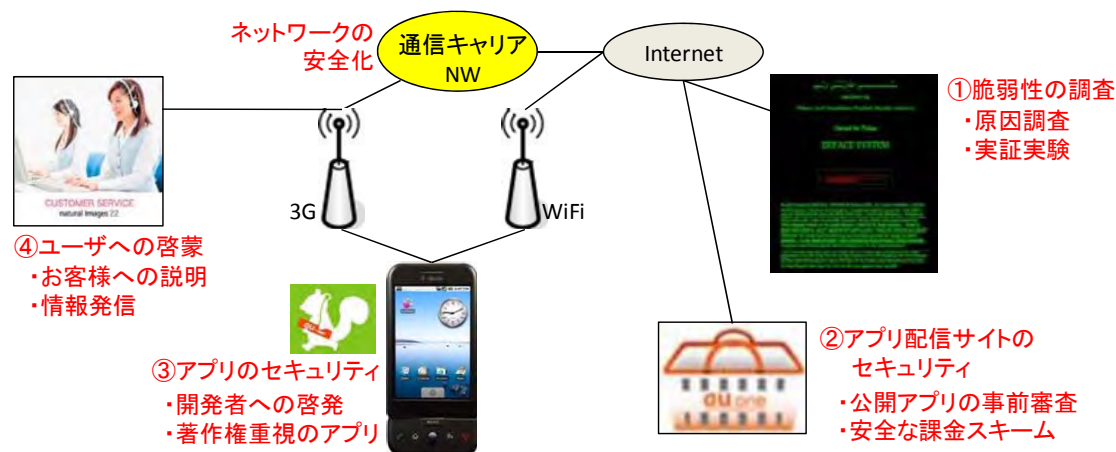 ネットワークの
安全化
通信キャリア
NW
Internet
①脆弱性の調査
・原因調査
・実証実験
CUSTOMER SERVICE
natural Images 22
3G
WiFi
④ユーザへの啓蒙
・お客様への説明
・情報発信
③アプリのセキュリティ
・開発者への啓発
・著作権重視のアプリ
au one
②アプリ配信サイトの
セキュリティ
・公開アプリの事前審査
・安全な課金スキーム